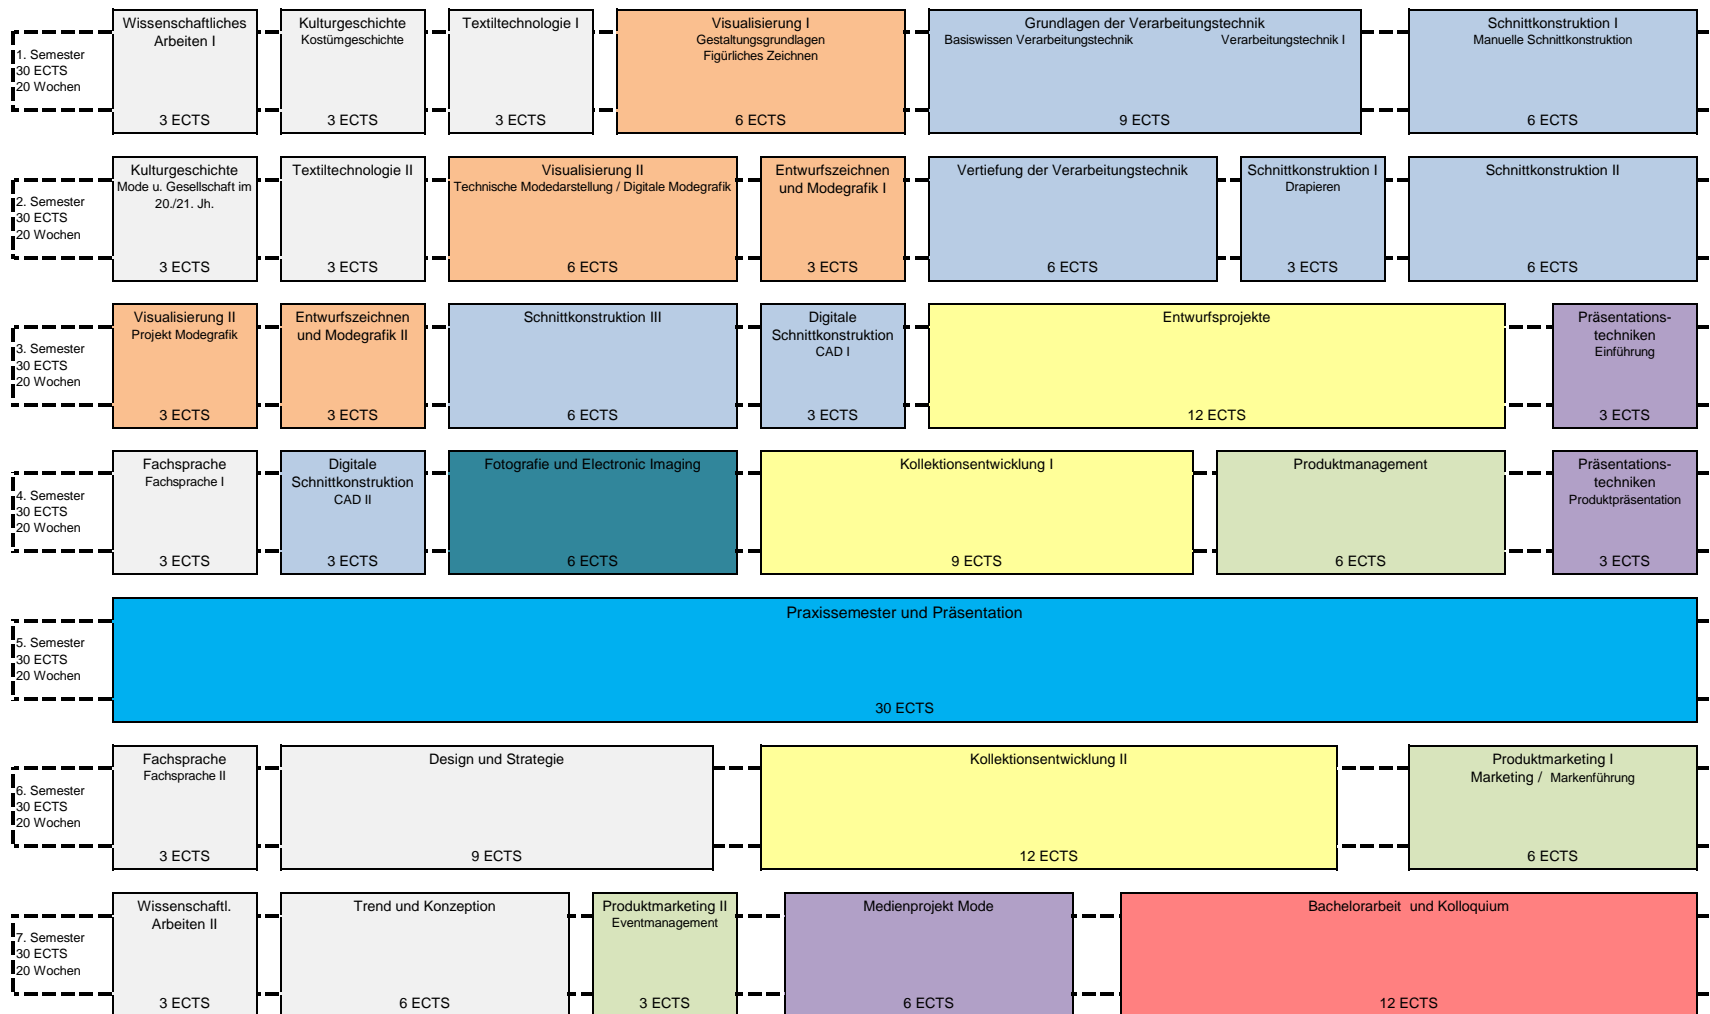 1. Semester
30 ECTS
20 Wochen
Wissenschaftliches
Arbeiten I
3 ECTS
Kulturgeschichte
Kostümgeschichte
3 ECTS
Textiltechnologie I
3 ECTS
Visualisierung I
Gestaltungsgrundlagen
Figürliches Zeichnen
6 ECTS
Grundlagen der Verarbeitungstechnik
Basiswissen Verarbeitungstechnik Verarbeitungstechnik I
9 ECTS
Schnittkonstruktion I
Manuelle Schnittkonstruktion
6 ECTS
2. Semester
30 ECTS
20 Wochen
Kulturgeschichte
Mode u. Gesellschaft im
20./21. Jh.
3 ECTS
Textiltechnologie II
3 ECTS
Visualisierung II
Technische Modedarstellung / Digitale Modegrafik
6 ECTS
Entwurfszeichnen
und Modegrafik I
3 ECTS
Vertiefung der Verarbeitungstechnik
6 ECTS
Schnittkonstruktion I
Drapieren
3 ECTS
Schnittkonstruktion II
6 ECTS
3. Semester
30 ECTS
20 Wochen
Visualisierung II
Projekt Modegrafik
3 ECTS
Entwurfszeichnen
und Modegrafik II
3 ECTS
Schnittkonstruktion III
6 ECTS
Digitale
Schnittkonstruktion
CAD I
3 ECTS
Entwurfsprojekte
12 ECTS
Präsentations-
techniken
Einführung
3 ECTS
4. Semester
30 ECTS
20 Wochen
Fachsprache
Fachsprache I
3 ECTS
Digitale
Schnittkonstruktion
CAD II
3 ECTS
Fotografie und Electronic Imaging
6 ECTS
Kollektionsentwicklung I
9 ECTS
Produktmanagement
6 ECTS
Präsentations-
techniken
Produktpräsentation
3 ECTS
5. Semester
30 ECTS
20 Wochen
Praxissemester und Präsentation
30 ECTS
6. Semester
30 ECTS
20 Wochen
Fachsprache
Fachsprache II
3 ECTS
Design und Strategie
9 ECTS
Kollektionsentwicklung II
12 ECTS
Produktmarketing I
Marketing / Markenführung
6 ECTS
7. Semester
30 ECTS
20 Wochen
Wissenschaftl.
Arbeiten II
3 ECTS
Trend und Konzeption
6 ECTS
Produktmarketing II
Eventmanagement
3 ECTS
Medienprojekt Mode
6 ECTS
Bachelorarbeit und Kolloquium
12 ECTS